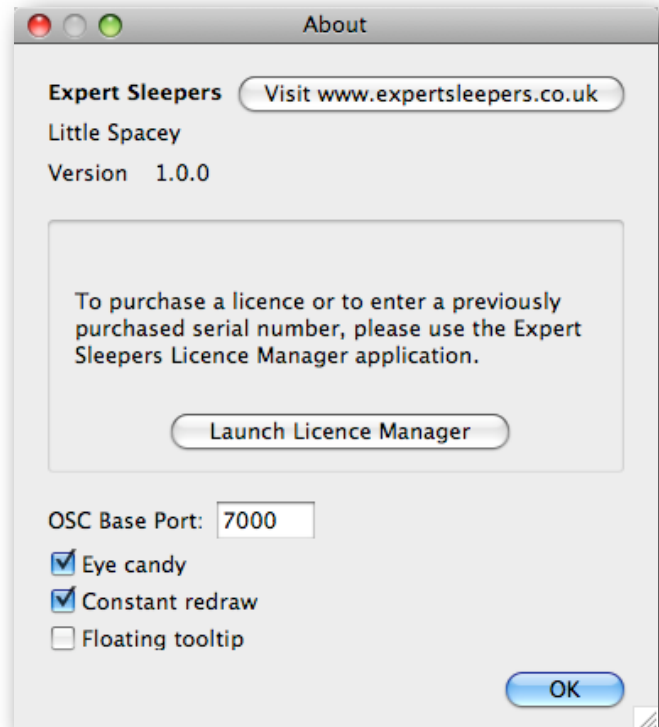 About
Expert Sleepers Visit www.expertsleepers.co.uk
Little Spacey
Version 1.0.0
To purchase a licence or to enter a previously
purchased serial number, please use the Expert
Sleepers Licence Manager application.
Launch Licence Manager
OSC Base Port: 7000
Eye candy
Constant redraw
Floating tooltip
OK